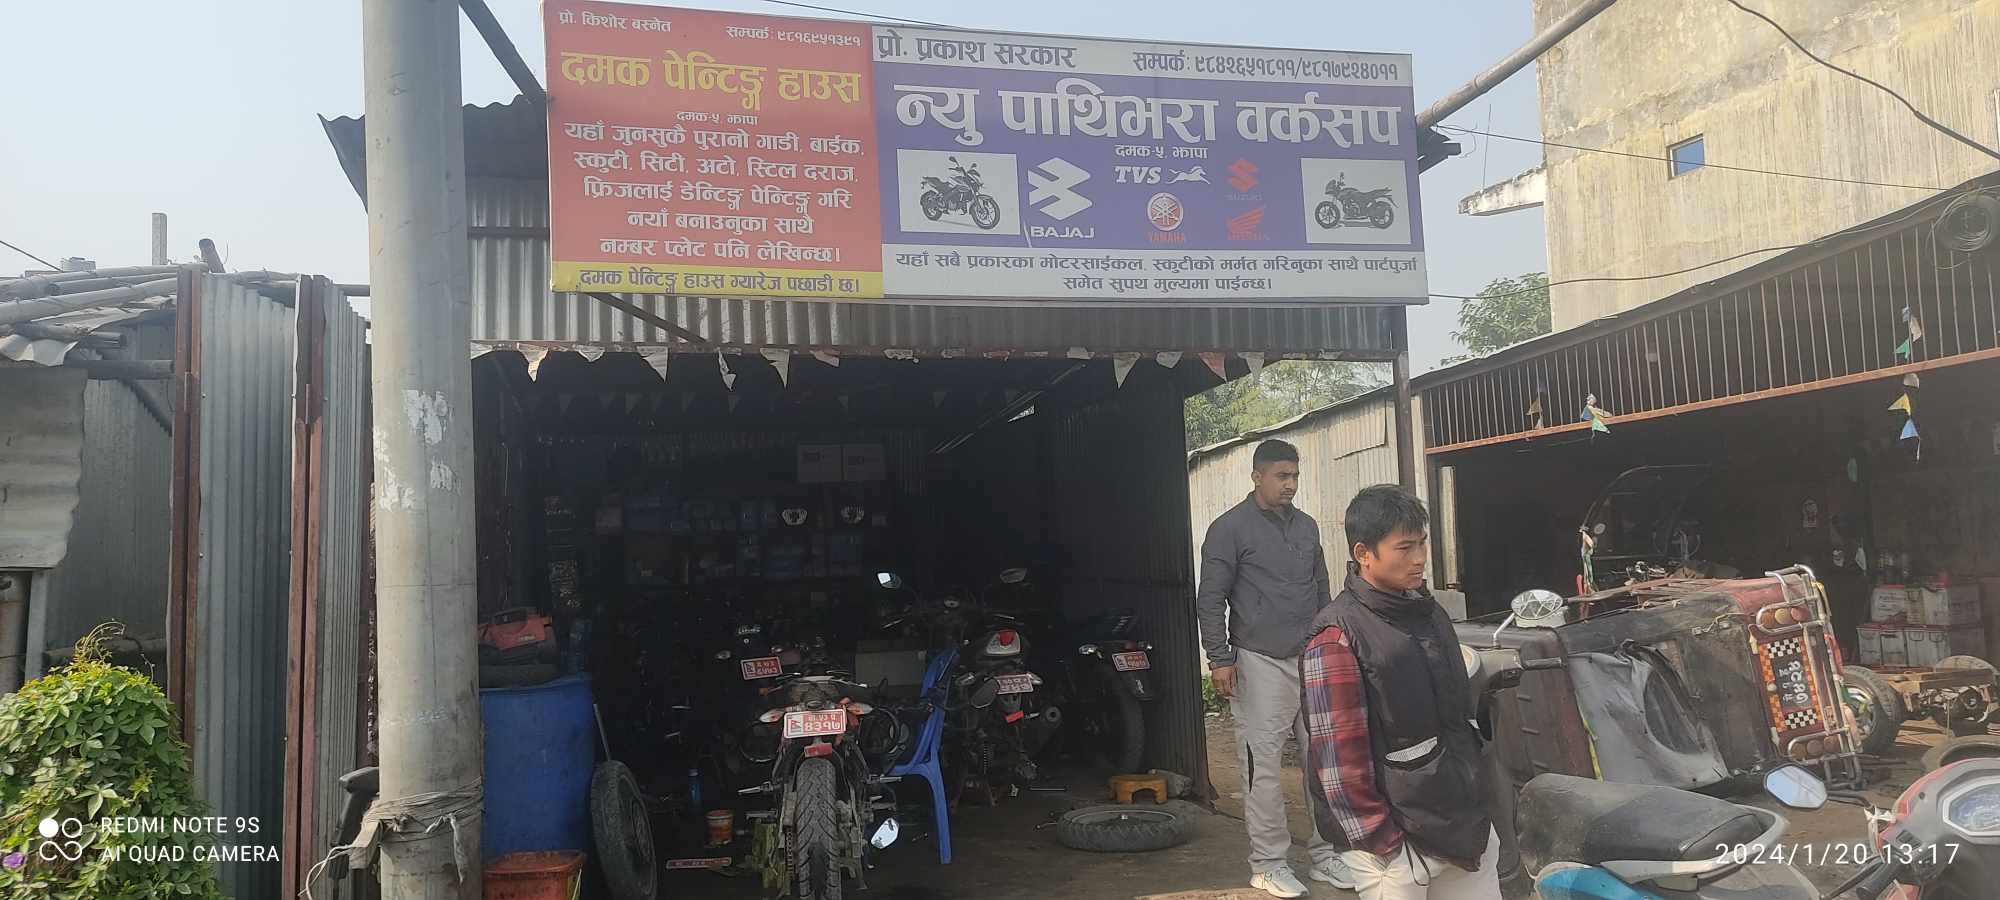 प्रो. किशोर बस्नेत
सम्पर्क: ९८१६९५१३९१
दमक पेन्टिङ्ग हाउस
दमक-५, झापा
यहाँ जुनसुकै पुरानो गाडी, बाईक,
स्कुटी, सिटी, अटो, स्टिल दराज,
फ्रिजलाई डेन्टिङ्ग पेन्टिङ्ग गरि
नयाँ बनाउनुका साथै
नम्बर प्लेट पनि लेखिन्छ।
दमक पेन्टिङ्ग हाउस ग्यारेज पछाडी छ।
प्रो. प्रकाश सरकार
सम्पर्क: ९८४२६५१८११/९८१७९२४०११
न्यु पाथिभरा वर्कसप
दमक-५, झापा
BAJAJ
TVS
YAMAHA
SUZUKI
HONDA
यहाँ सबै प्रकारका मोटरसाईकल, स्कुटीको मर्मत गरिनुका साथै पार्टपुर्जा
समेत सुपथ मुल्यमा पाईन्छ।
४३१७
REDMI NOTE 9S
AI QUAD CAMERA
2024/1/20 13:17